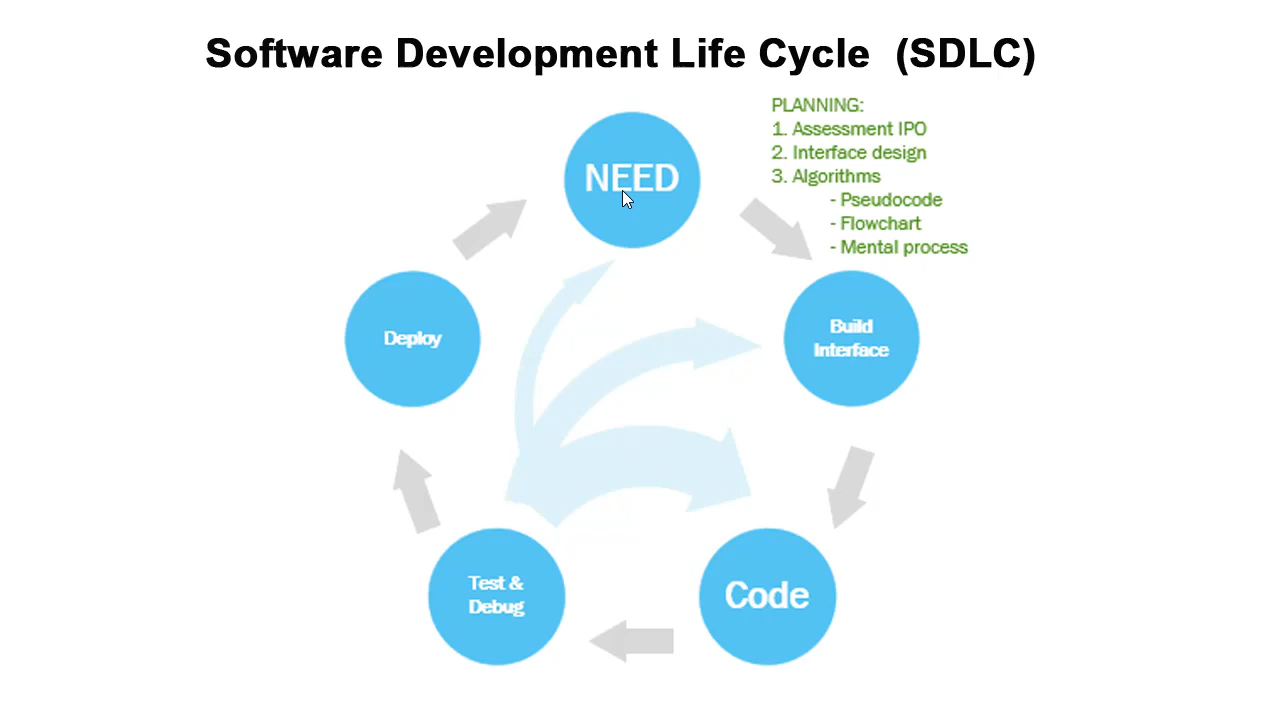 Software Development Life Cycle (SDLC)
PLANNING:
1. Assessment IPO
2. Interface design
3. Algorithms
- Pseudocode
- Flowchart
- Mental process
NEED
Build
Interface
Code
Test &
Debug
Deploy